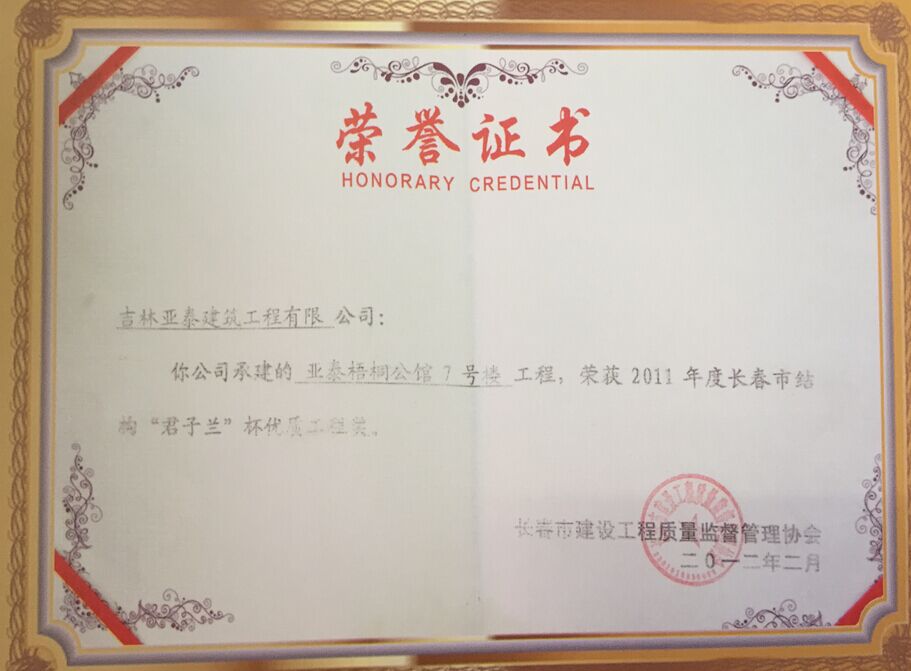 荣誉证书
HONORARY CREDENTIAL
吉林亚泰建筑工程有限 公司：
你公司承建的 亚泰梧桐公馆 7 号楼 工程，荣获 2011 年度长春市结
构“君子兰”杯优质工程奖。
长春市建设工程质量监督管理协会
二0一二年二月